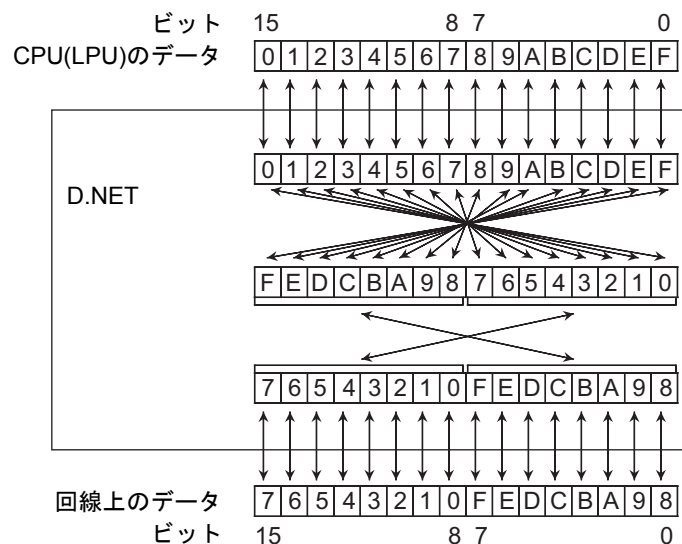 ビット 15 8 7 0
CPU(LPU)のデータ 0 1 2 3 4 5 6 7 8 9 A B C D E F
0 1 2 3 4 5 6 7 8 9 A B C D E F
D.NET
F E D C B A 9 8 7 6 5 4 3 2 1 0
7 6 5 4 3 2 1 0 F E D C B A 9 8
回線上のデータ 7 6 5 4 3 2 1 0 F E D C B A 9 8
ビット 15 8 7 0